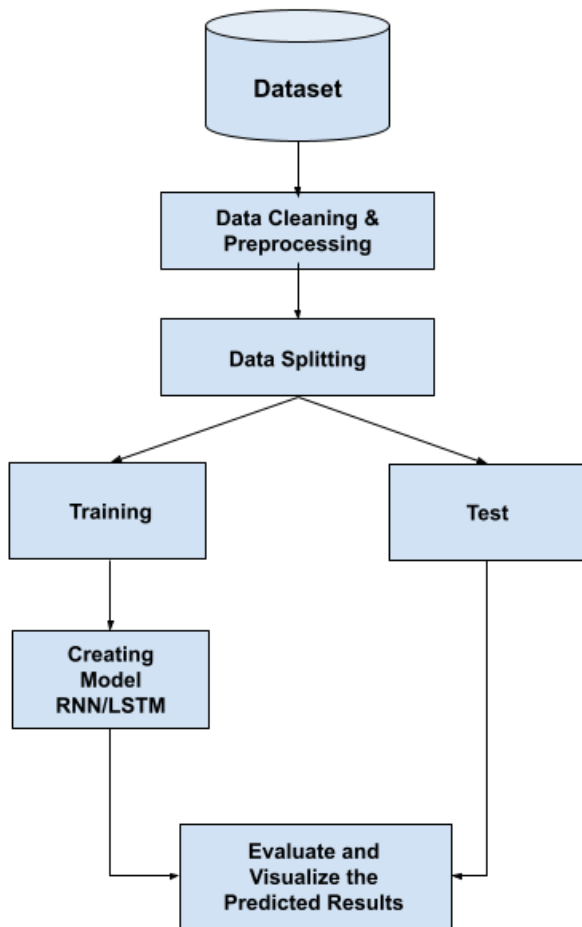 Dataset
Data Cleaning &
Preprocessing
Data Splitting
Training
Test
Creating
Model
RNN/LSTM
Evaluate and
Visualize the
Predicted Results